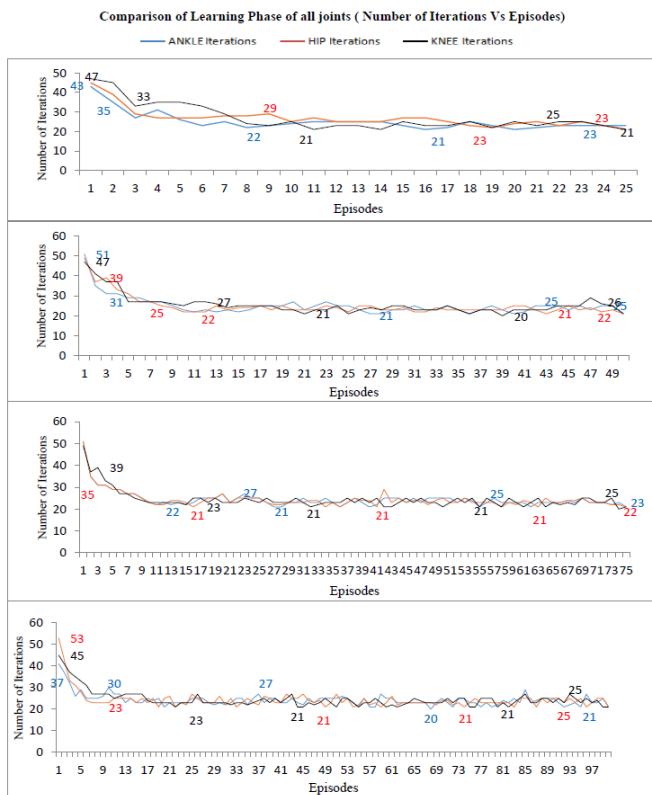 Comparison of Learning Phase of all joints ( Number of Iterations Vs Episodes)
ANKLE Iterations HIP Iterations KNEE Iterations
Number of Iterations
50
40
30
20
10
0
43 47 35 33 22 29 21 21 23 25 23 23 21
1 2 3 4 5 6 7 8 9 10 11 12 13 14 15 16 17 18 19 20 21 22 23 24 25
Episodes
Number of Iterations
60
50
40
30
20
10
0
51 47 39 31 25 22 27 23 21 20 25 21 22 26 25
1 3 5 7 9 11 13 15 17 19 21 23 25 27 29 31 33 35 37 39 41 43 45 47 49
Episodes
Number of Iterations
60
50
40
30
20
10
0
35 39 22 21 23 27 21 21 21 25 21 21 25 22 23
1 3 5 7 9 11 13 15 17 19 21 23 25 27 29 31 33 35 37 39 41 43 45 47 49 51 53 55 57 59 61 63 65 67 69 71 73 75
Episodes
Number of Iterations
60
50
40
30
20
10
0
37 53 45 30 23 23 27 21 21 20 21 21 25 25 21
1 5 9 13 17 21 25 29 33 37 41 45 49 53 57 61 65 69 73 77 81 85 89 93 97
Episodes